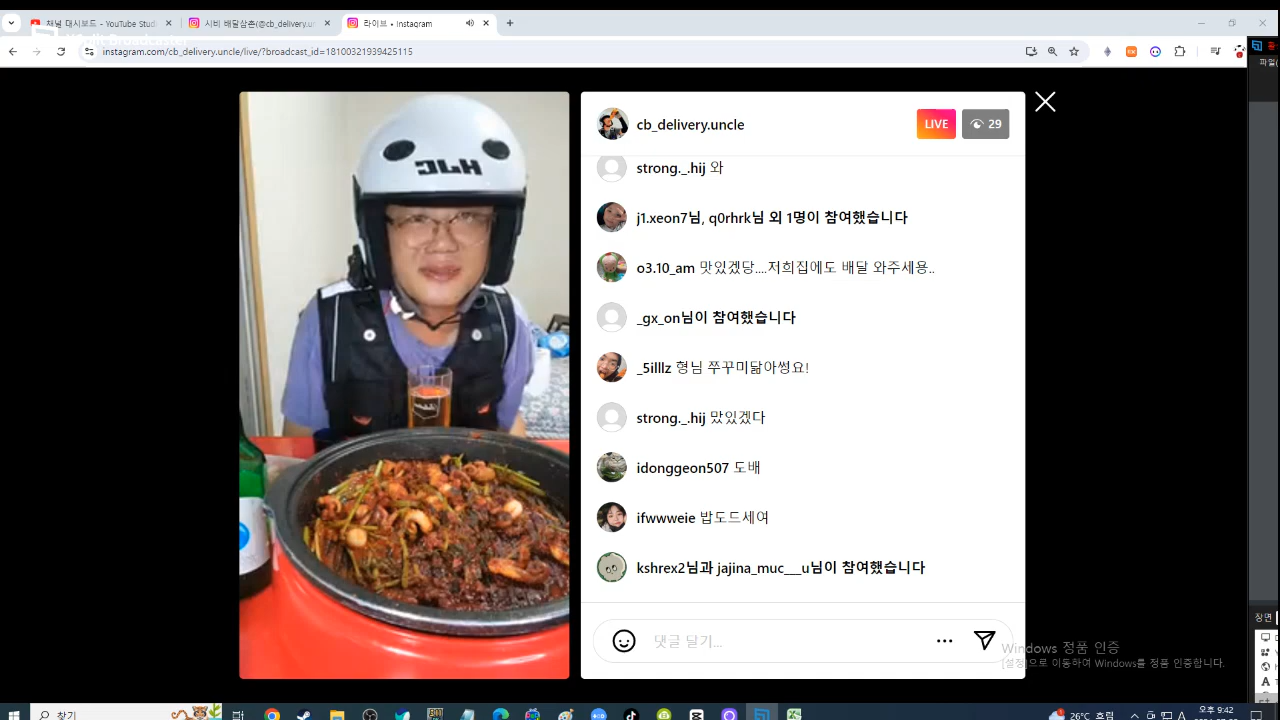 채널 대시보드 - YouTube Studi
시비 배달삼촌(@cb_delivery.u
라이브 • Instagram
instagram.com/cb_delivery.uncle/live/?broadcast_id=18100321939425115
파일(
JLH
cb_delivery.uncle
LIVE
29
strong._.hij 와
j1.xeon7님, q0rhrk님 외 1명이 참여했습니다
o3.10_am 맛있겠당....저희집에도 배달 와주세용..
_gx_on님이 참여했습니다
_5illlz 형님 쭈꾸미닮아썽요!
strong._.hij 맛있겠다
idonggeon507 도배
ifwwweie 밥도드세여
kshrex2님과 jajina_muc___u님이 참여했습니다
댓글 달기...
Windows 정품 인증
[설정]으로 이동하여 Windows를 정품 인증합니다.
장면
찾기
26°C 흐림
A
오후 9:42